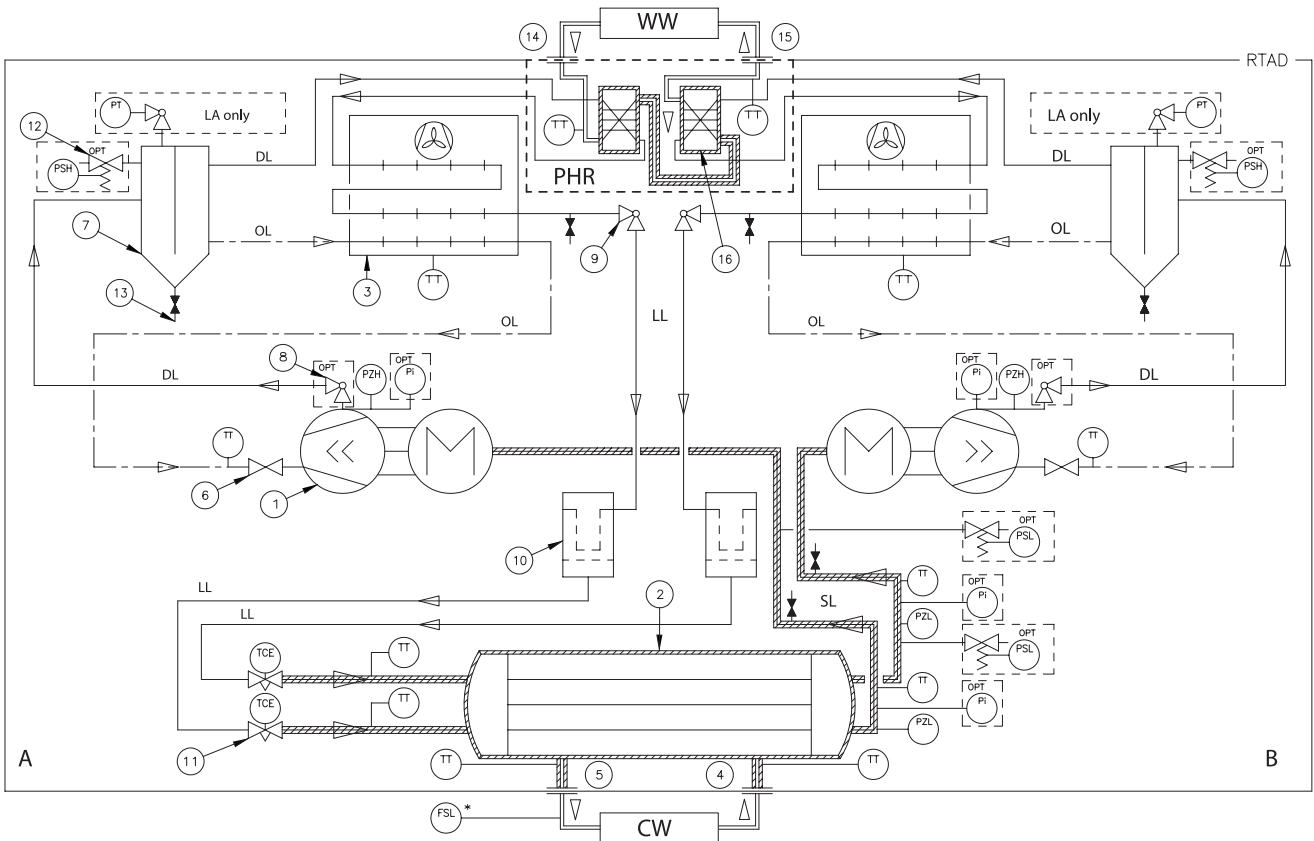 WW
14
15
RTAD
PT
LA only
LA only
PT
12
OPT
PSH
OPT
PSH
TT
TT
DL
DL
PHR
7
OL
OL
9
16
3
TT
TT
13
LL
OL
OL
8
OPT
PZH
OPT
Pi
OPT
Pi
PZH
OPT
DL
DL
TT
M
M
TT
6
1
OPT
PSL
10
LL
2
TT
OPT
Pi
SL
LL
PZL
OPT
PSL
TCE
TT
TT
OPT
Pi
TCE
TT
PZL
11
A
TT
5
4
TT
B
FSL *
CW